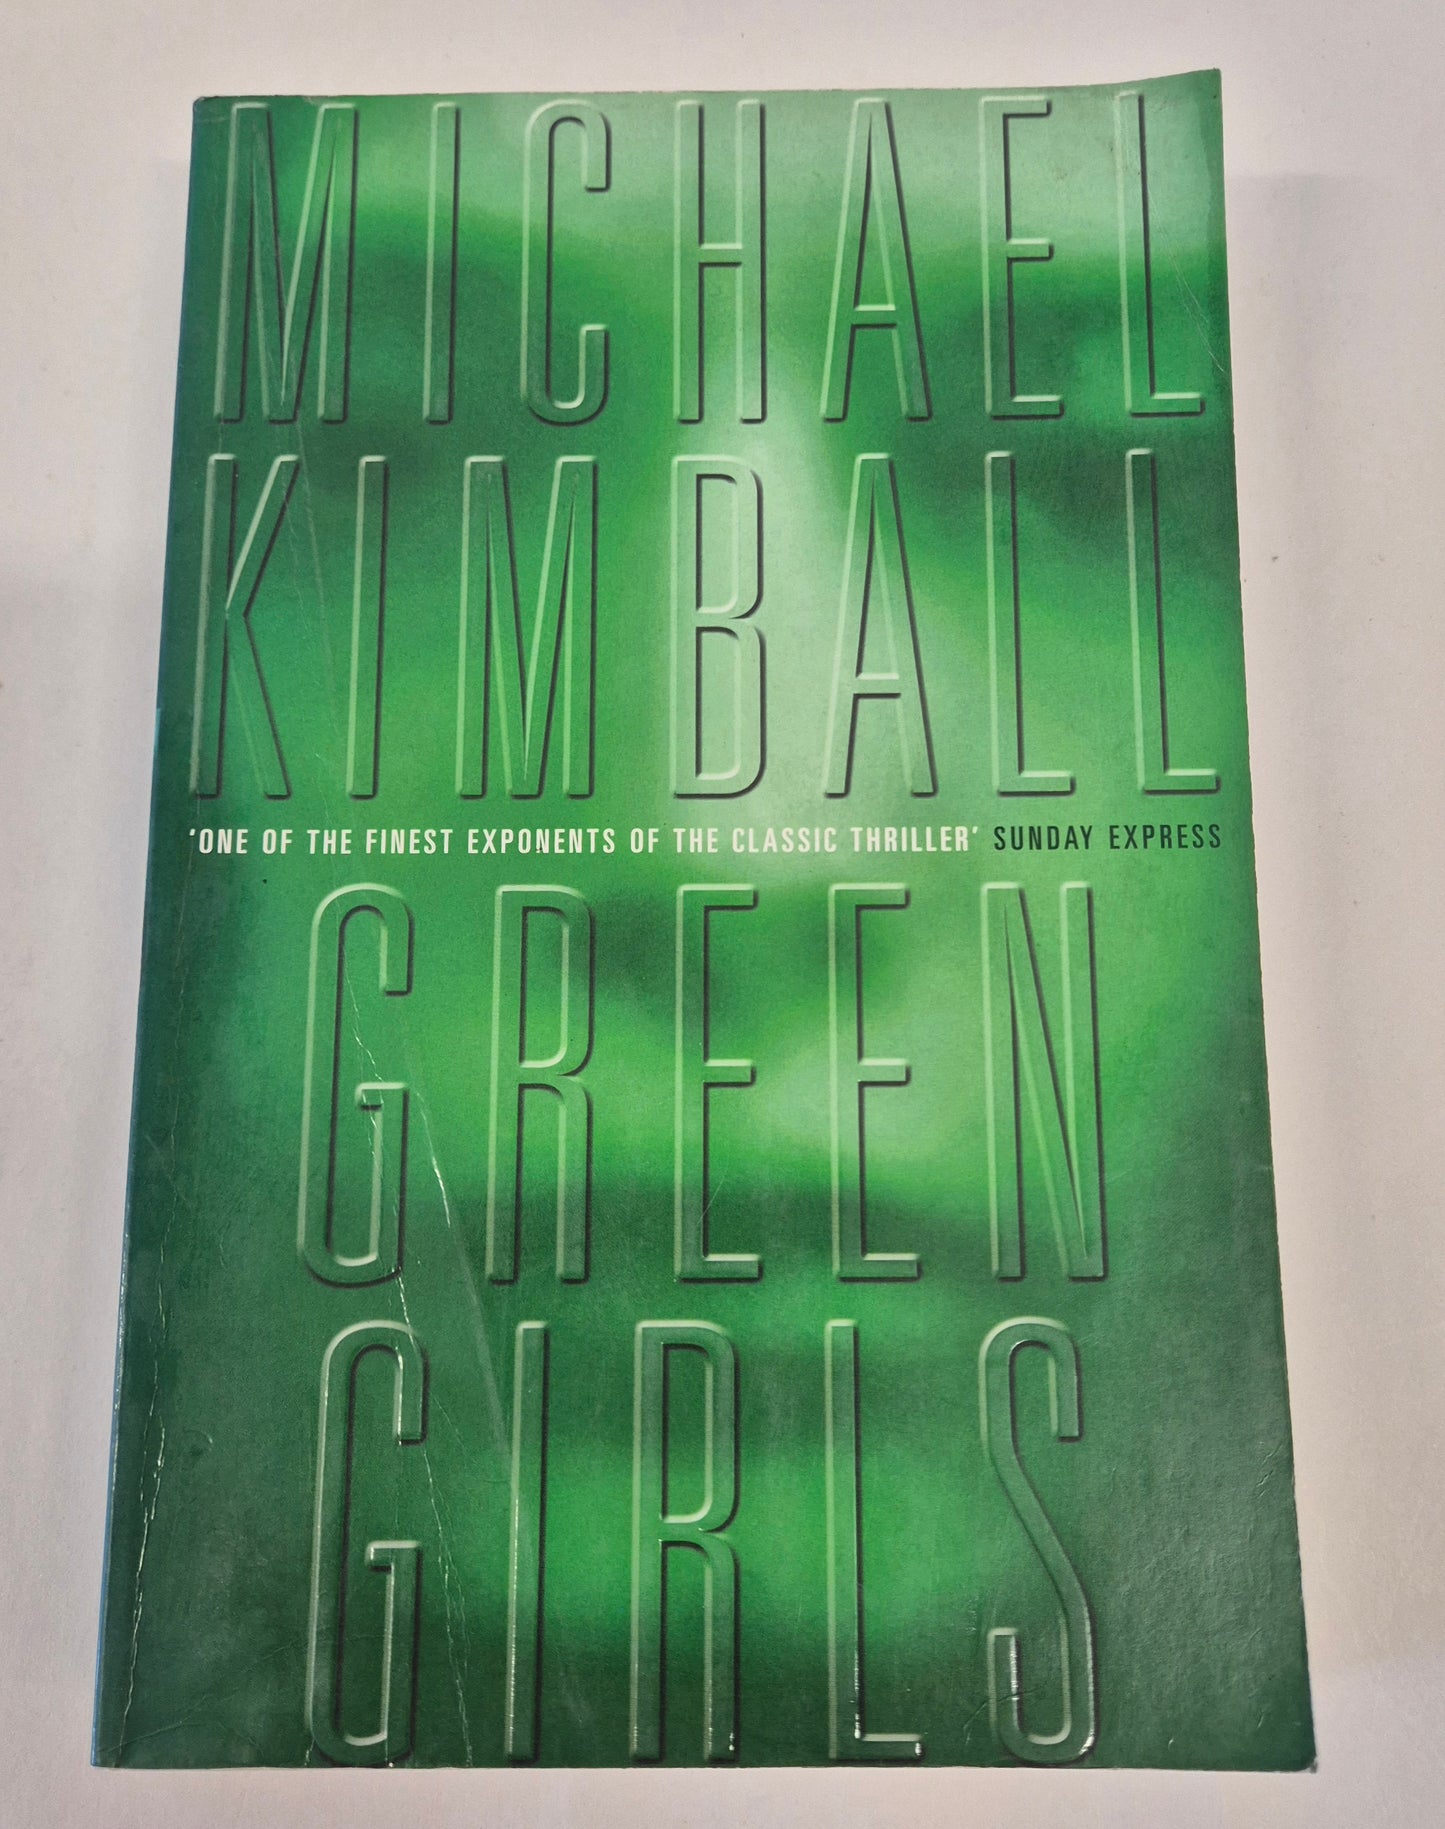 MICHAEL
KIMBALL
'ONE OF THE FINEST EXPONENTS OF THE CLASSIC THRILLER' SUNDAY EXPRESS
GREEN
GIRLS